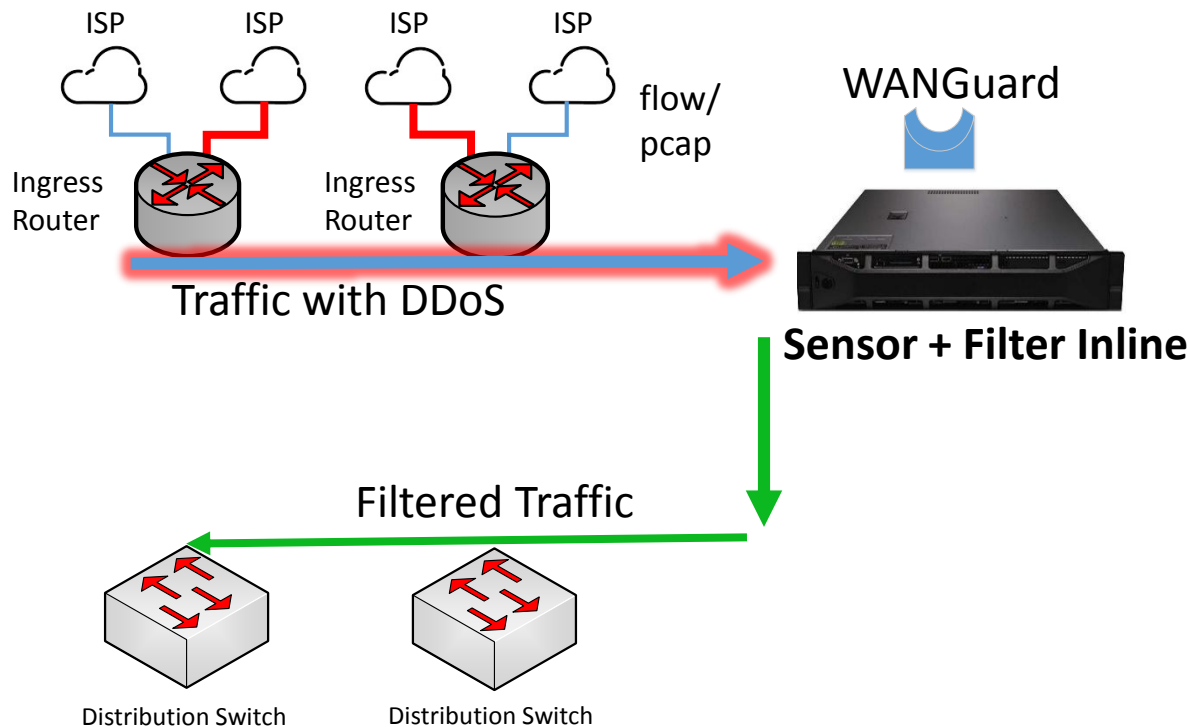 ISP
ISP
ISP
ISP
flow/
pcap
WANGuard
Ingress
Router
Ingress
Router
Traffic with DDoS
Sensor + Filter Inline
Filtered Traffic
Distribution Switch
Distribution Switch